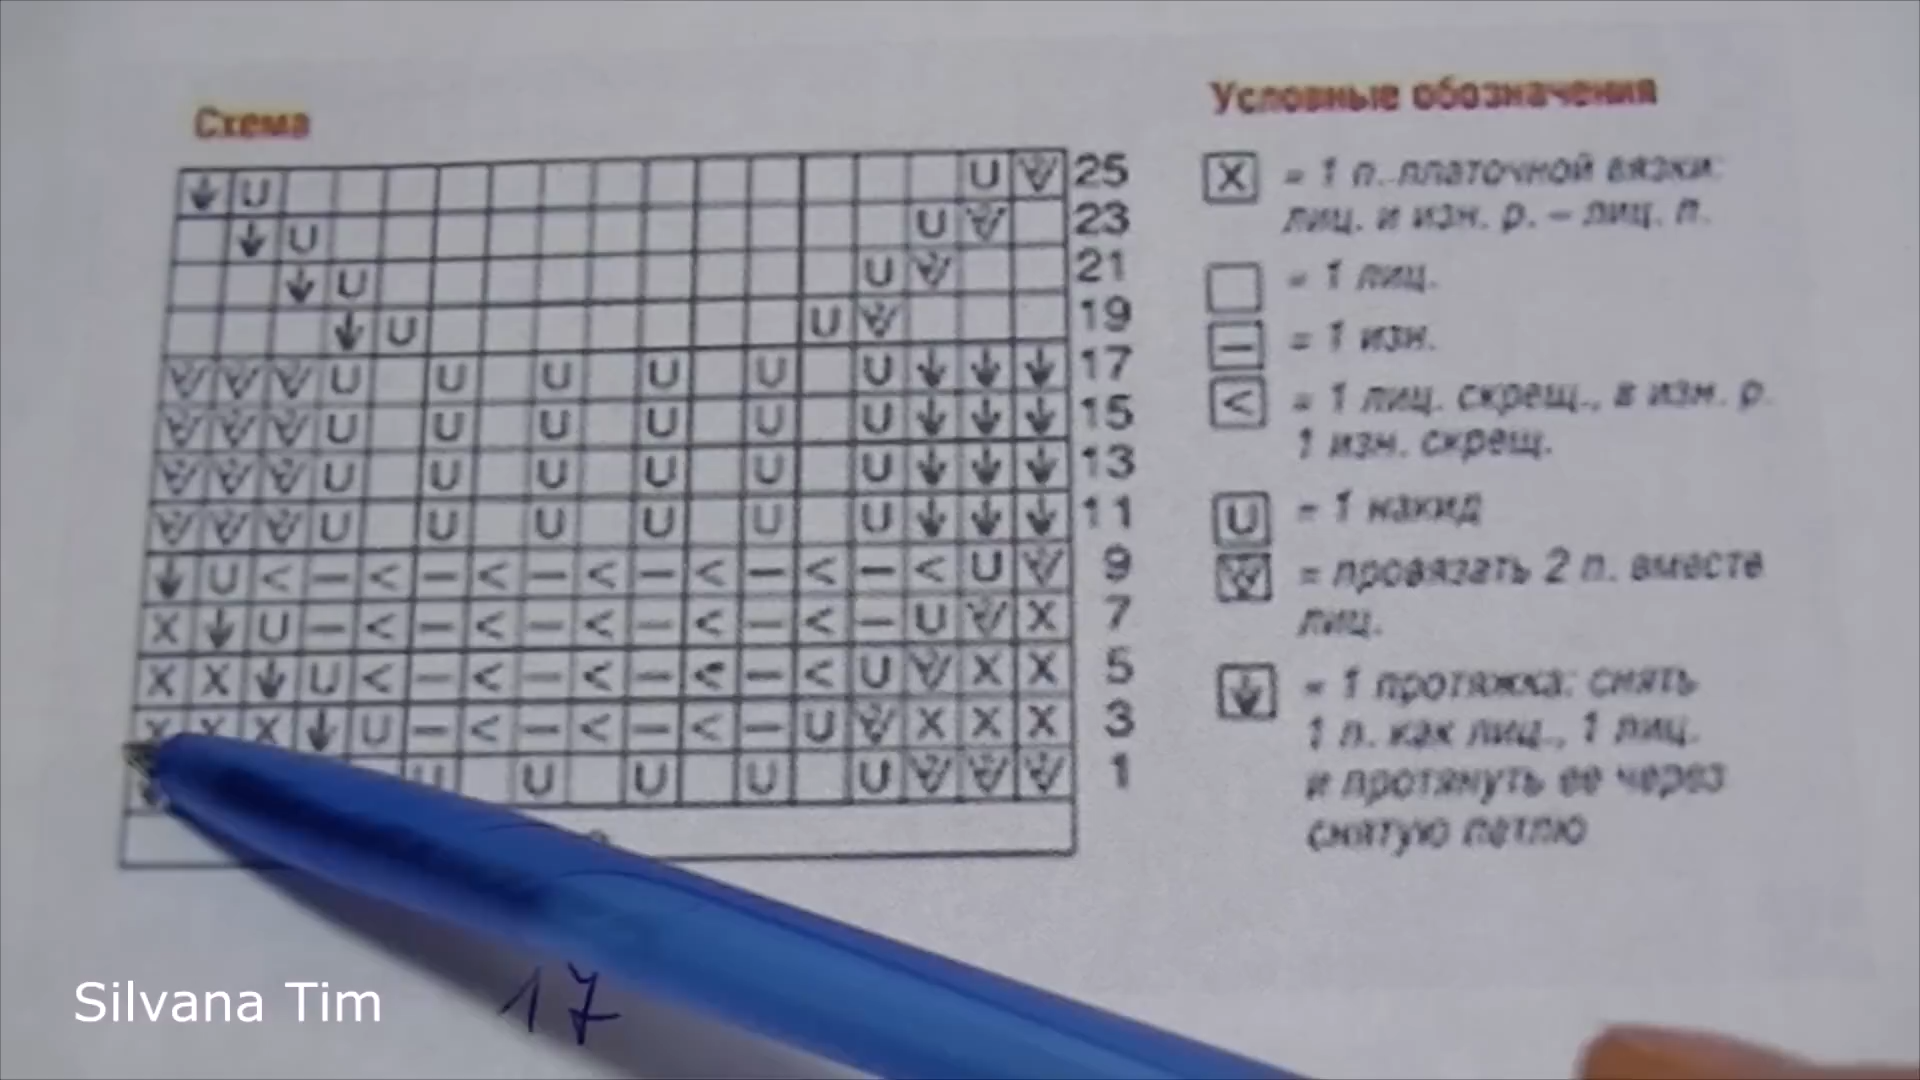 Схема
Условные обозначения
25
23
21
19
17
15
13
11
9
7
5
3
1
X = 1 п. платочной вязки:
лиц. и изн. р. – лиц. п.
= 1 лиц.
– = 1 изн.
< = 1 лиц. скрещ., в изн. р.
1 изн. скрещ.
U = 1 накид
= провязать 2 п. вместе
лиц.
= 1 протяжка: снять
1 п. как лиц., 1 лиц.
и протянуть ее через
снятую петлю
17
Silvana Tim